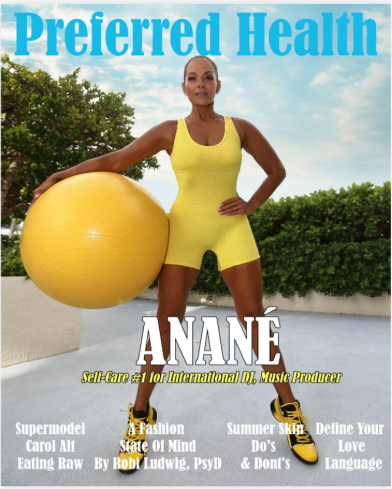 Preferred Health
ANANÉ
Self-Care #1 for International DJ, Music Producer
Supermodel
Carol Alt
Eating Raw
A Fashion
State Of Mind
By Robi Ludwig, PsyD
Summer Skin
Do's
& Dont's
Define Your
Love
Language